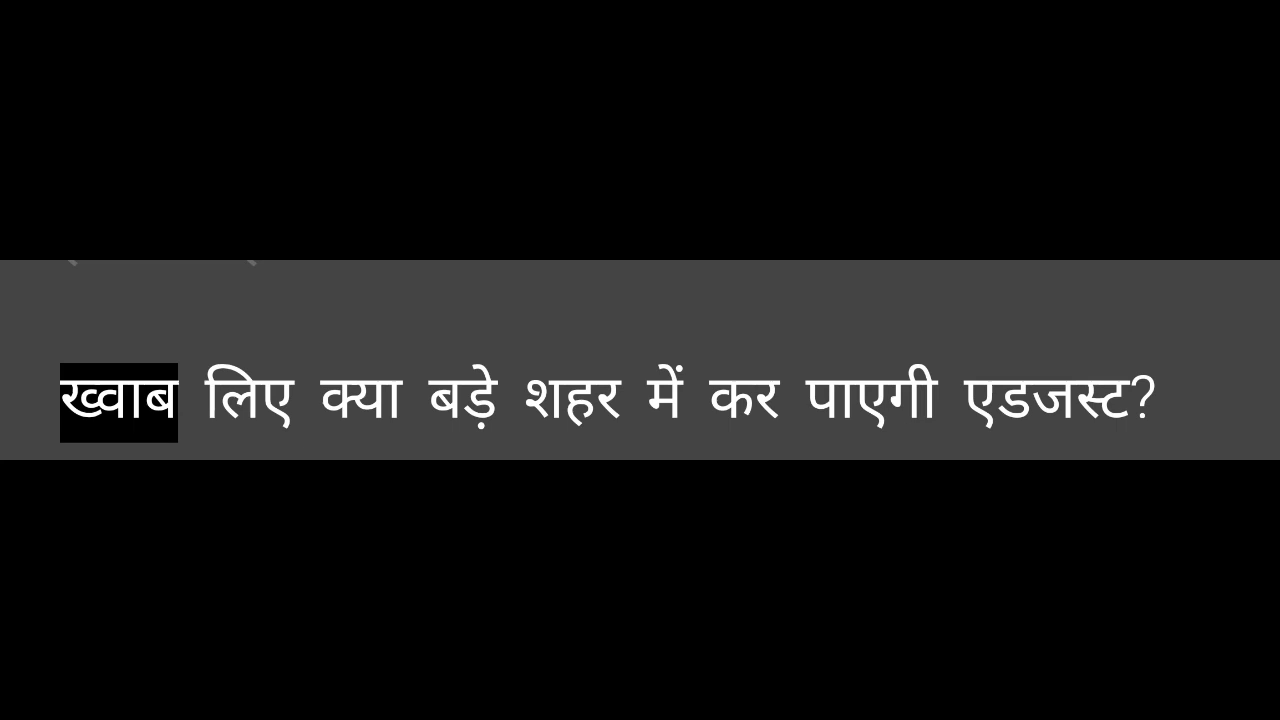 ख्वाब लिए क्या बड़े शहर में कर पाएगी एडजस्ट?